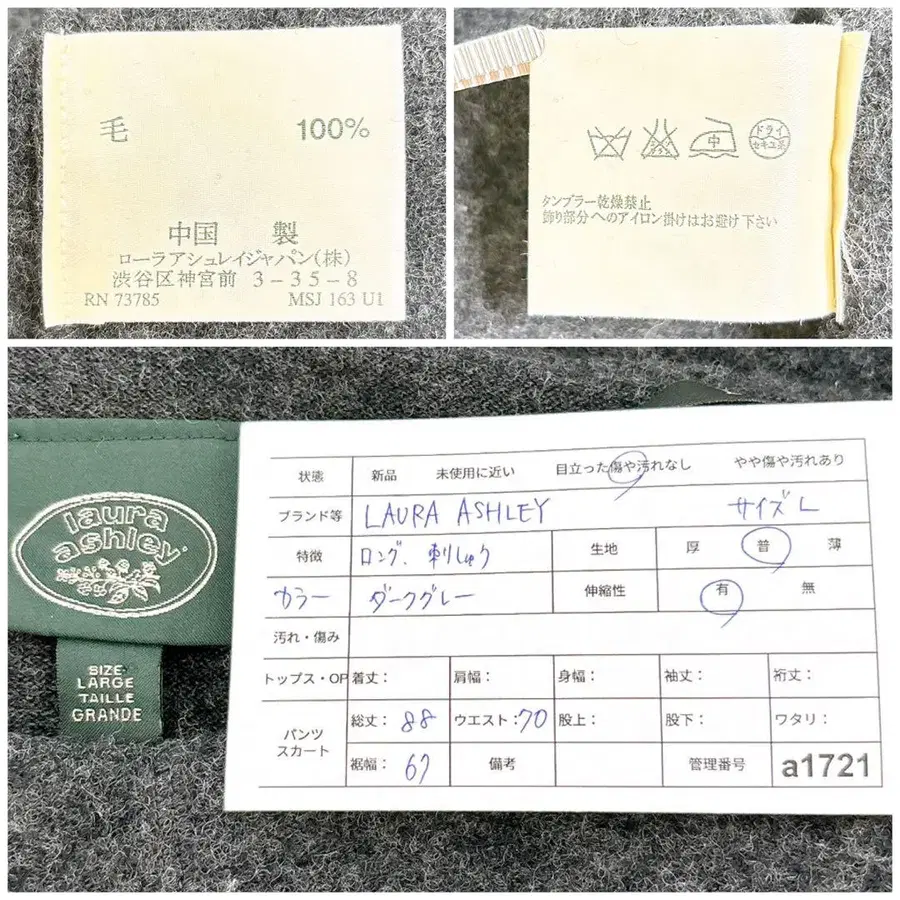 毛 100%
中国 製
ローラアシュレイジャパン(株)
渋谷区神宮前 3-35-8
RN 73785 MSJ 163 U1
中
ドライ
セキユ系
タンブラー乾燥禁止
飾り部分へのアイロン掛けはお避け下さい
laura
ashley
SIZE
LARGE
TAILLE
GRANDE
状態 新品 未使用に近い 目立った傷や汚れなし やや傷や汚れあり
ブランド等 LAURA ASHLEY サイズL
特徴 ロング、刺しゅう 生地 厚 普 薄
カラー ダークグレー 伸縮性 有 無
汚れ・傷み
トップス・OP 着丈: 肩幅: 身幅: 袖丈: 裄丈:
パンツ
スカート
総丈: 88 ウエスト:70 股上: 股下: ワタリ:
裾幅: 67 備考 管理番号 a1721